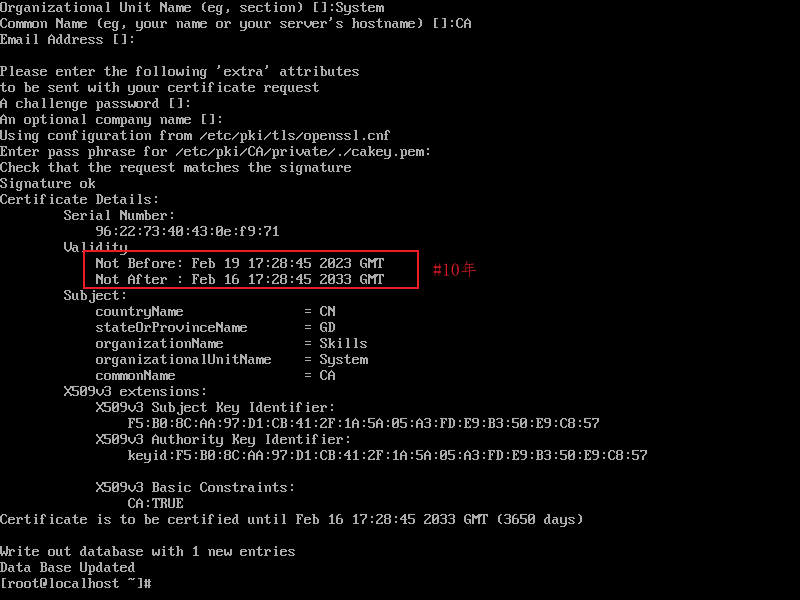 Organizational Unit Name (eg, section) []:System
Common Name (eg, your name or your server's hostname) []:CA
Email Address []:
Please enter the following 'extra' attributes
to be sent with your certificate request
A challenge password []:
An optional company name []:
Using configuration from /etc/pki/tls/openssl.cnf
Enter pass phrase for /etc/pki/CA/private/./cakey.pem:
Check that the request matches the signature
Signature ok
Certificate Details:
Serial Number:
96:22:73:40:43:0e:f9:71
Validity
Not Before: Feb 19 17:28:45 2023 GMT
#10年
Not After : Feb 16 17:28:45 2033 GMT
Subject:
countryName = CN
stateOrProvinceName = GD
organizationName = Skills
organizationalUnitName = System
commonName = CA
X509v3 extensions:
X509v3 Subject Key Identifier:
F5:B0:8C:AA:97:D1:CB:41:2F:1A:5A:05:A3:FD:E9:B3:50:E9:C8:57
X509v3 Authority Key Identifier:
keyid:F5:B0:8C:AA:97:D1:CB:41:2F:1A:5A:05:A3:FD:E9:B3:50:E9:C8:57
X509v3 Basic Constraints:
CA:TRUE
Certificate is to be certified until Feb 16 17:28:45 2033 GMT (3650 days)
Write out database with 1 new entries
Data Base Updated
[root@localhost ~]#